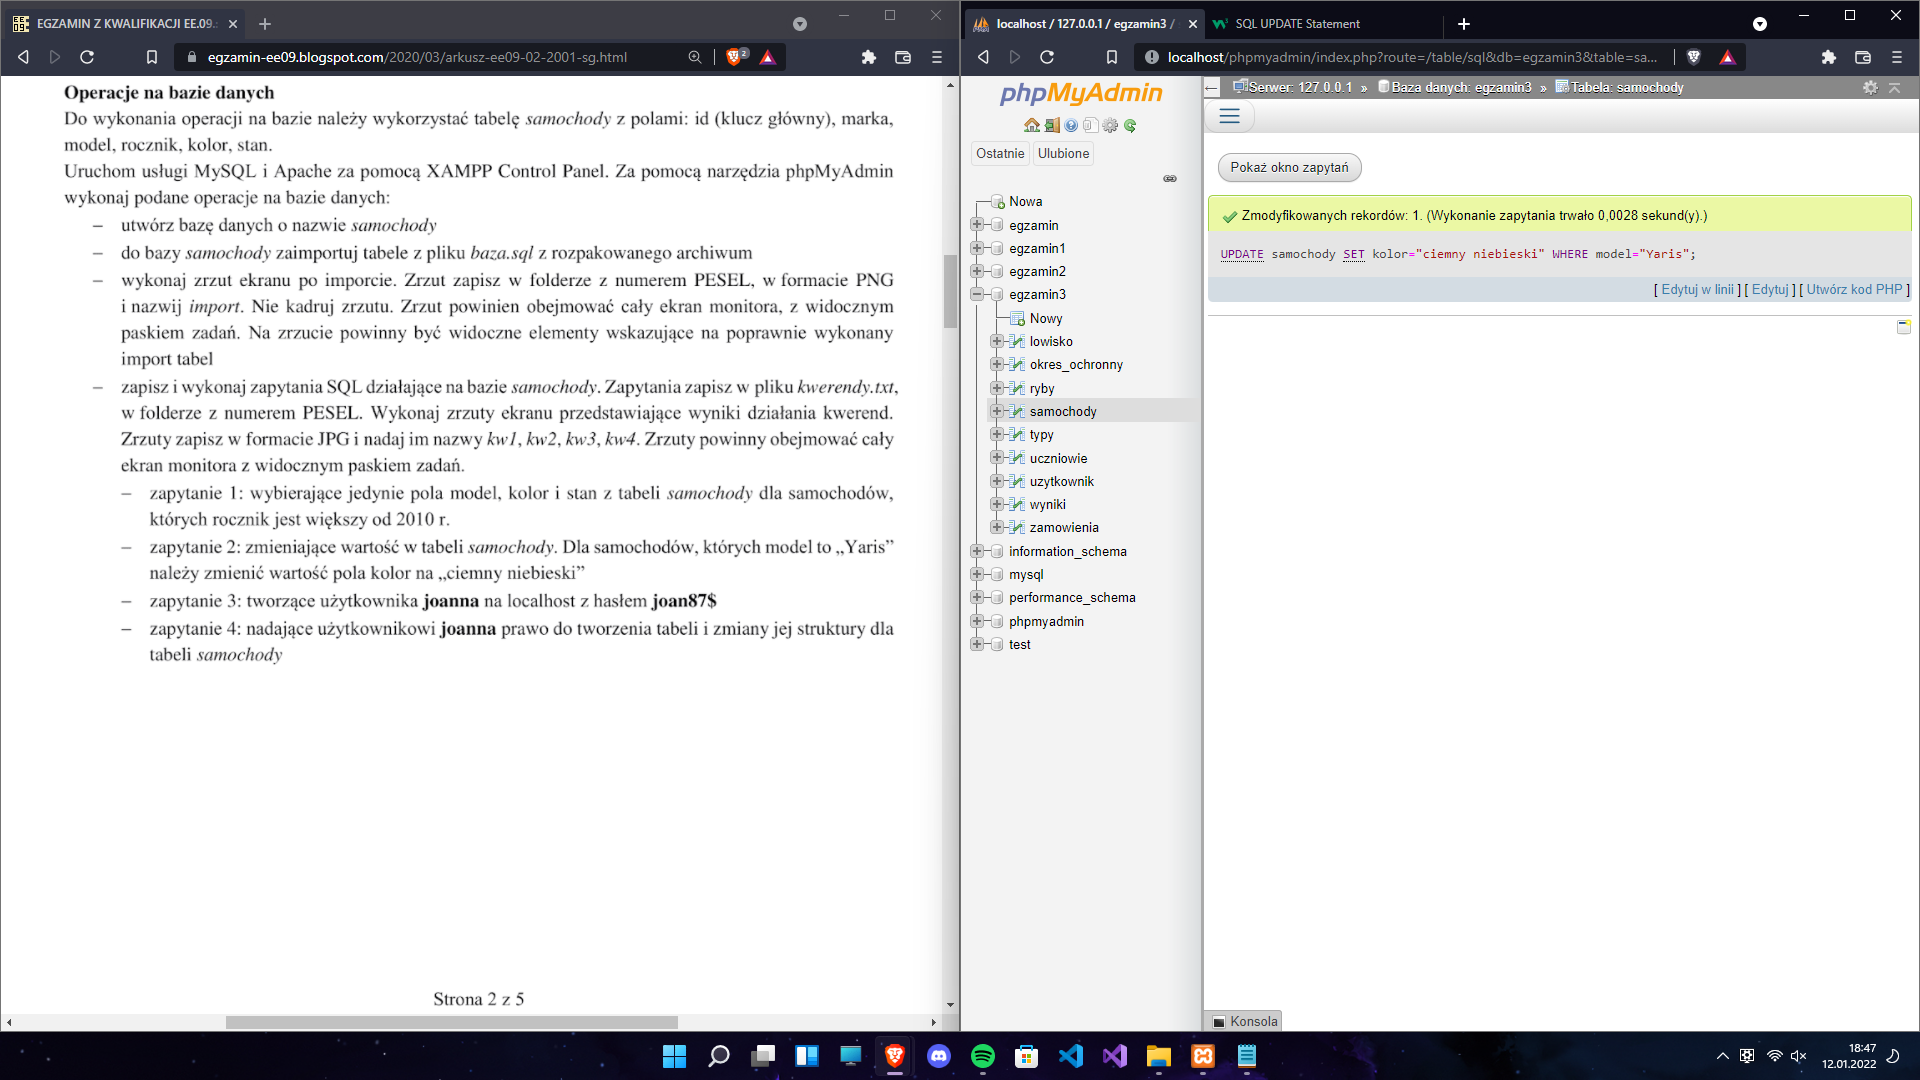 EGZAMIN Z KWALIFIKACJI EE.09.
egzamin-ee09.blogspot.com/2020/03/arkusz-ee09-02-2001-sg.html
2
Operacje na bazie danych
Do wykonania operacji na bazie należy wykorzystać tabelę samochody z polami: id (klucz główny), marka,
model, rocznik, kolor, stan.
Uruchom usługi MySQL i Apache za pomocą XAMPP Control Panel. Za pomocą narzędzia phpMyAdmin
wykonaj podane operacje na bazie danych:
– utwórz bazę danych o nazwie samochody
– do bazy samochody zaimportuj tabele z pliku baza.sql z rozpakowanego archiwum
– wykonaj zrzut ekranu po imporcie. Zrzut zapisz w folderze z numerem PESEL, w formacie PNG
i nazwij import. Nie kadruj zrzutu. Zrzut powinien obejmować cały ekran monitora, z widocznym
paskiem zadań. Na zrzucie powinny być widoczne elementy wskazujące na poprawnie wykonany
import tabel
– zapisz i wykonaj zapytania SQL działające na bazie samochody. Zapytania zapisz w pliku kwerendy.txt,
w folderze z numerem PESEL. Wykonaj zrzuty ekranu przedstawiające wyniki działania kwerend.
Zrzuty zapisz w formacie JPG i nadaj im nazwy kw1, kw2, kw3, kw4. Zrzuty powinny obejmować cały
ekran monitora z widocznym paskiem zadań.
– zapytanie 1: wybierające jedynie pola model, kolor i stan z tabeli samochody dla samochodów,
których rocznik jest większy od 2010 r.
– zapytanie 2: zmieniające wartość w tabeli samochody. Dla samochodów, których model to „Yaris”
należy zmienić wartość pola kolor na „ciemny niebieski”
– zapytanie 3: tworzące użytkownika joanna na localhost z hasłem joan87$
– zapytanie 4: nadające użytkownikowi joanna prawo do tworzenia tabeli i zmiany jej struktury dla
tabeli samochody
Strona 2 z 5
localhost / 127.0.0.1 / egzamin3 /
SQL UPDATE Statement
localhost/phpmyadmin/index.php?route=/table/sql&db=egzamin3&table=sa...
phpMyAdmin
Ostatnie
Ulubione
Nowa
egzamin
egzamin1
egzamin2
egzamin3
Nowy
lowisko
okres_ochronny
ryby
samochody
typy
uczniowie
uzytkownik
wyniki
zamowienia
information_schema
mysql
performance_schema
phpmyadmin
test
Serwer: 127.0.0.1 » Baza danych: egzamin3 » Tabela: samochody
Pokaż okno zapytań
Zmodyfikowanych rekordów: 1. (Wykonanie zapytania trwało 0,0028 sekund(y).)
UPDATE samochody SET kolor="ciemny niebieski" WHERE model="Yaris";
[ Edytuj w linii ] [ Edytuj ] [ Utwórz kod PHP ]
Konsola
18:47
12.01.2022